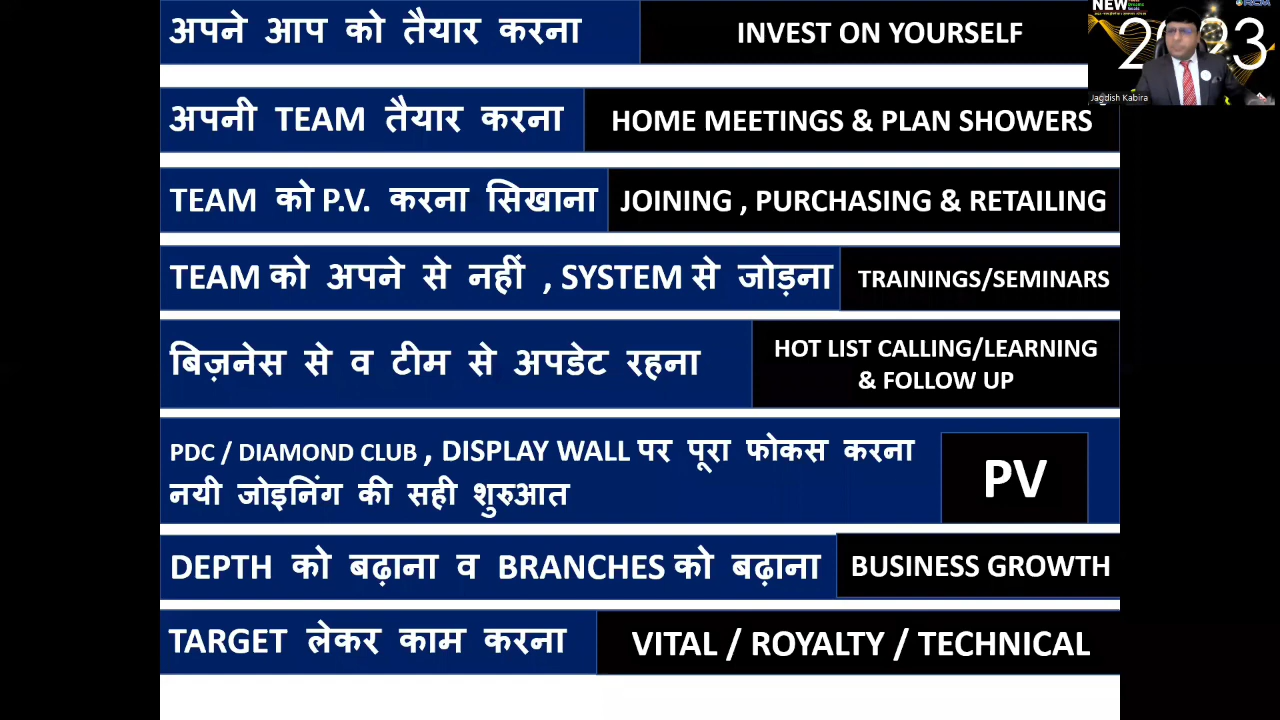 अपने आप को तैयार करना
INVEST ON YOURSELF
अपनी TEAM तैयार करना
HOME MEETINGS & PLAN SHOWERS
TEAM को P.V. करना सिखाना
JOINING , PURCHASING & RETAILING
TEAM को अपने से नहीं , SYSTEM से जोड़ना
TRAININGS/SEMINARS
बिज़नेस से व टीम से अपडेट रहना
HOT LIST CALLING/LEARNING
& FOLLOW UP
PDC / DIAMOND CLUB , DISPLAY WALL पर पूरा फोकस करना
नयी जोइनिंग की सही शुरुआत
PV
DEPTH को बढ़ाना व BRANCHES को बढ़ाना
BUSINESS GROWTH
TARGET लेकर काम करना
VITAL / ROYALTY / TECHNICAL
NEW
RCM
Jagdish Kabira